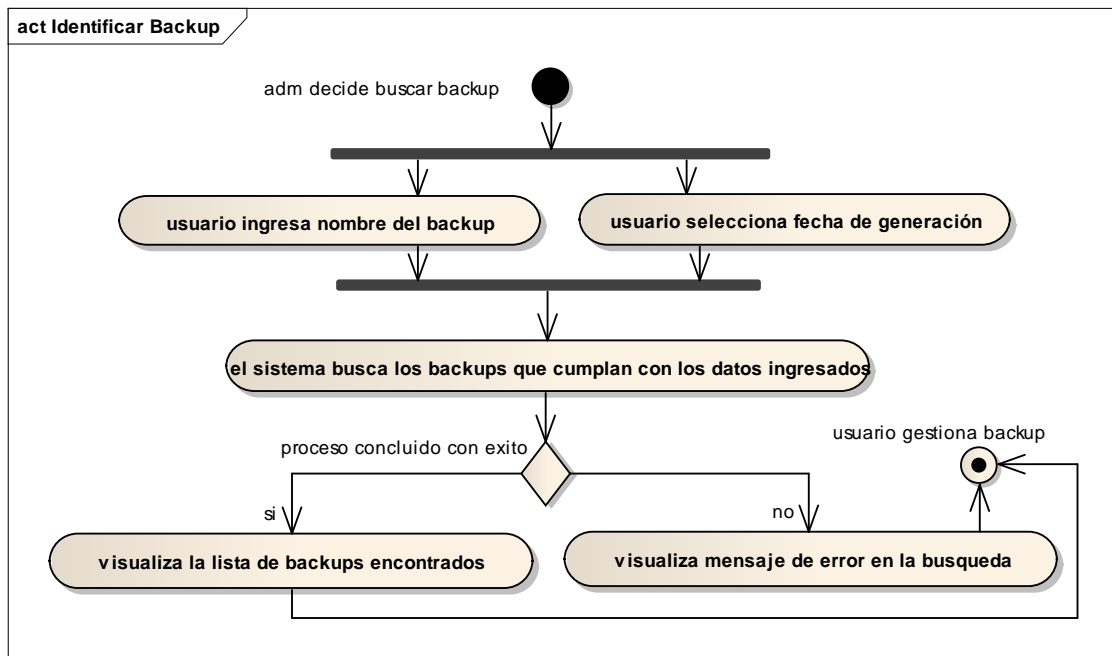 act Identificar Backup
adm decide buscar backup
usuario ingresa nombre del backup
usuario selecciona fecha de generación
el sistema busca los backups que cumplan con los datos ingresados
usuario gestiona backup
proceso concluido con exito
si
no
visualiza la lista de backups encontrados
visualiza mensaje de error en la busqueda